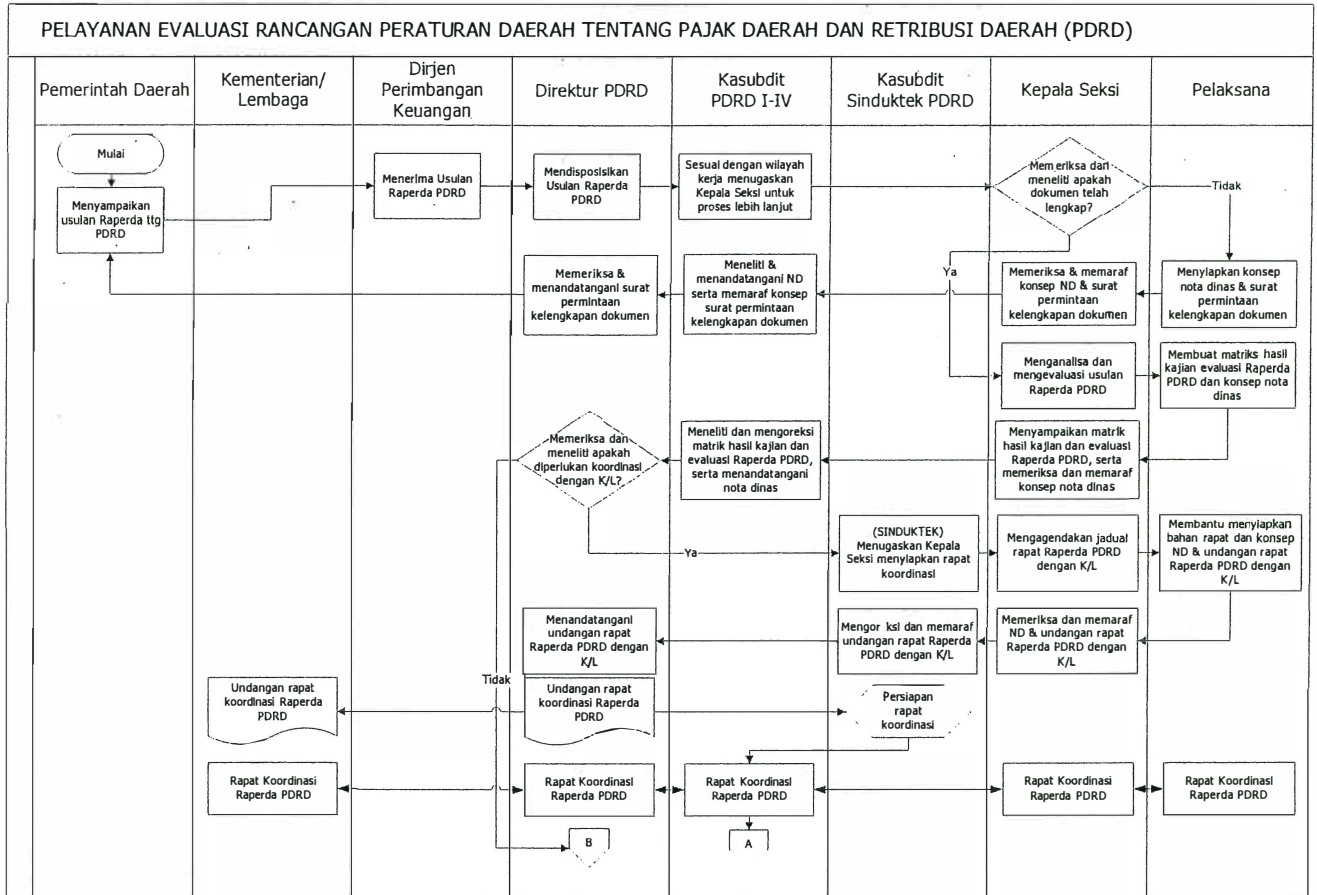 PELAYANAN EVALUASI RANCANGAN PERATURAN DAERAH TENTANG PAJAK DAERAH DAN RETRIBUSI DAERAH (PDRD)
Pemerintah Daerah
Kementerian/
Lembaga
Dirjen
Perimbangan
Keuangan
Direktur PDRD
Kasubdit
PDRD I-IV
Kasubdit
Sinduktek PDRD
Kepala Seksi
Pelaksana
Mulai
Menyampaikan
usulan Raperda ttg
PDRD
Menerima Usulan
Raperda PDRD
Mendisposisikan
Usulan Raperda
PDRD
Sesuai dengan wilayah
kerja menugaskan
Kepala Seksi untuk
proses lebih lanjut
Memeriksa dan
meneliti apakah
dokumen telah
lengkap?
Tidak
Ya
Memeriksa &
menandatangani surat
permintaan
kelengkapan dokumen
Meneliti &
menandatangani ND
serta memaraf konsep
surat permintaan
kelengkapan dokumen
Memeriksa & memaraf
konsep ND & surat
permintaan
kelengkapan dokumen
Menyiapkan konsep
nota dinas & surat
permintaan
kelengkapan dokumen
Menganalisa dan
mengevaluasi usulan
Raperda PDRD
Membuat matriks hasil
kajian evaluasi Raperda
PDRD dan konsep nota
dinas
Memeriksa dan
meneliti apakah
diperlukan koordinasi
dengan K/L?
Meneliti dan mengoreksi
matrik hasil kajian dan
evaluasi Raperda PDRD,
serta menandatangani
nota dinas
Menyampaikan matrik
hasil kajian dan evaluasi
Raperda PDRD, serta
memeriksa dan memaraf
konsep nota dinas
Ya
(SINDUKTEK)
Menugaskan Kepala
Seksi menyiapkan rapat
koordinasi
Mengagendakan jadual
rapat Raperda PDRD
dengan K/L
Membantu menyiapkan
bahan rapat dan konsep
ND & undangan rapat
Raperda PDRD dengan
K/L
Menandatangani
undangan rapat
Raperda PDRD dengan
K/L
Mengor ksi dan memaraf
undangan rapat Raperda
PDRD dengan K/L
Memeriksa dan memaraf
ND & undangan rapat
Raperda PDRD dengan
K/L
Tidak
Undangan rapat
koordinasi Raperda
PDRD
Undangan rapat
koordinasi Raperda
PDRD
Persiapan
rapat
koordinasi
Rapat Koordinasi
Raperda PDRD
Rapat Koordinasi
Raperda PDRD
Rapat Koordinasi
Raperda PDRD
Rapat Koordinasi
Raperda PDRD
Rapat Koordinasi
Raperda PDRD
B
A